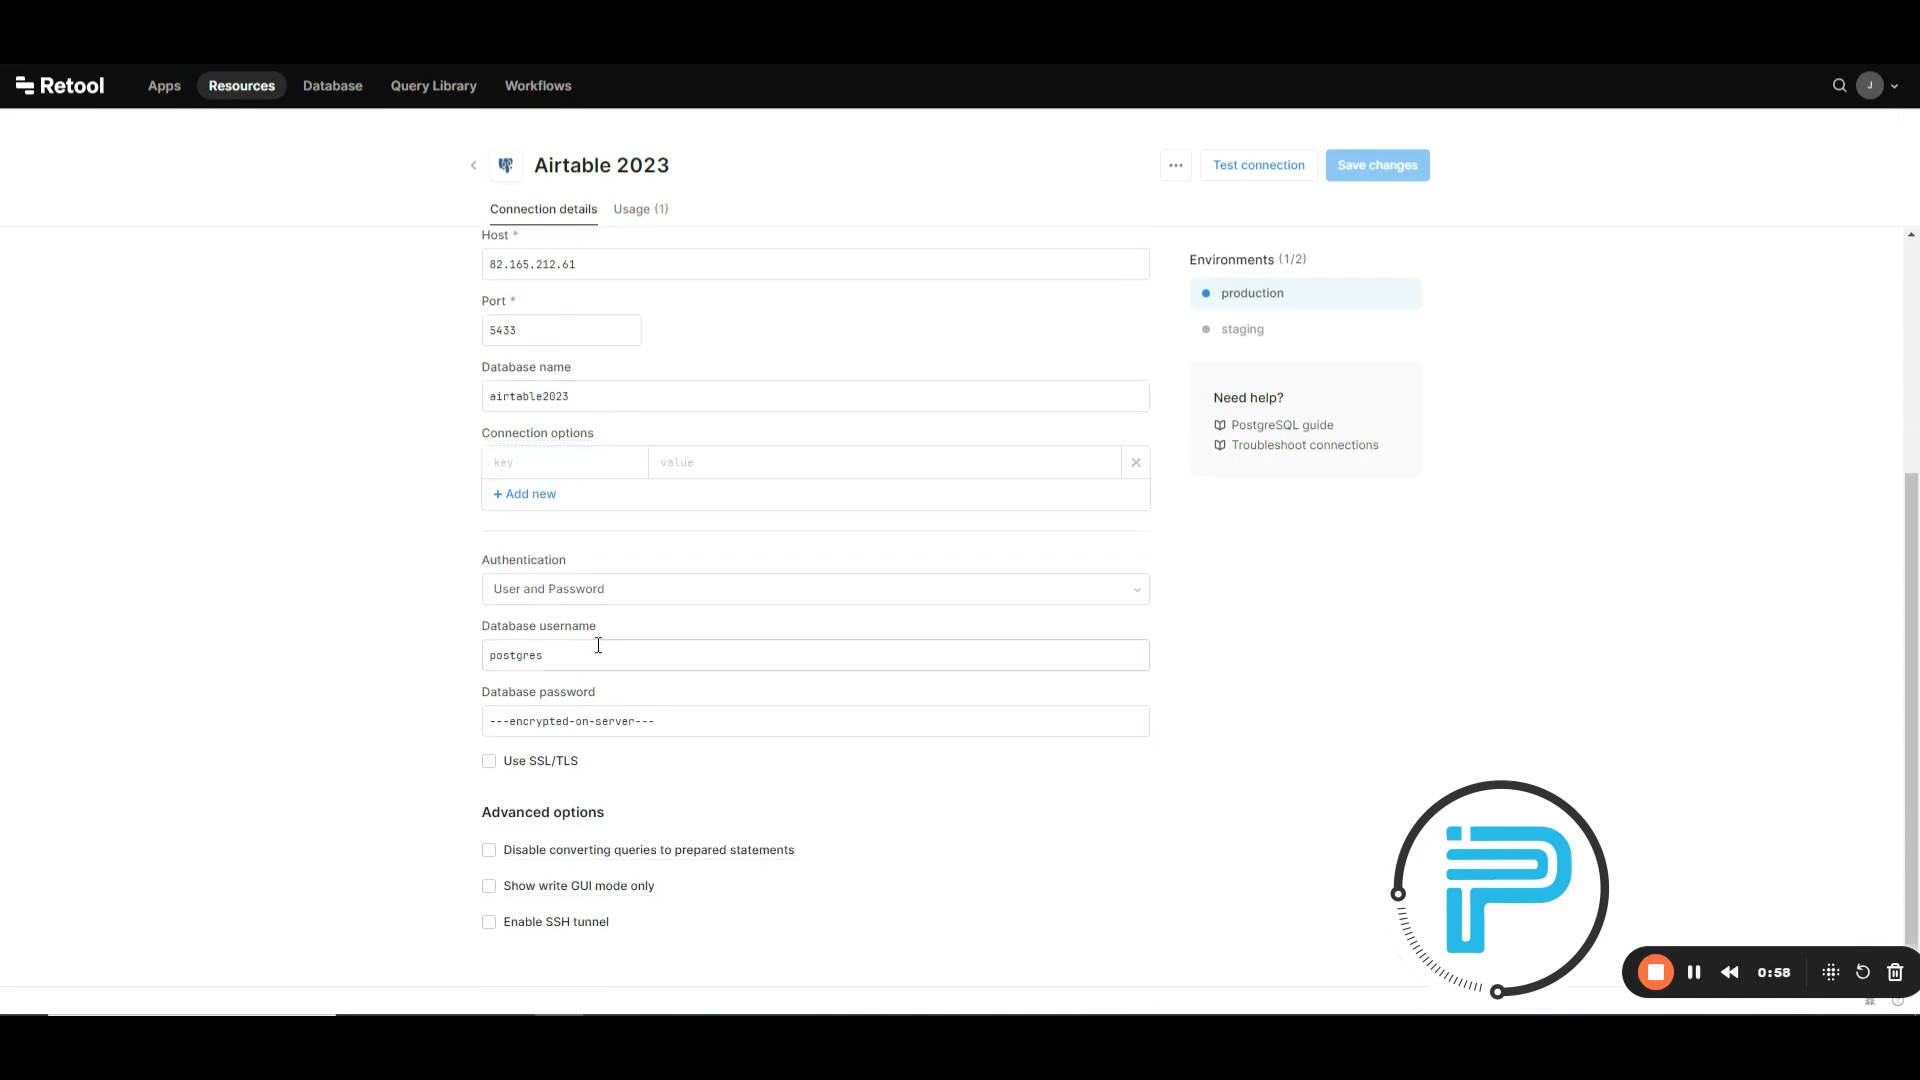 Retool
Apps
Resources
Database
Query Library
Workflows
J
Airtable 2023
Test connection
Save changes
Connection details
Usage (1)
Host *
82.165.212.61
Port *
5433
Database name
airtable2023
Connection options
key
value
+ Add new
Authentication
User and Password
Database username
postgres
Database password
---encrypted-on-server---
Use SSL/TLS
Advanced options
Disable converting queries to prepared statements
Show write GUI mode only
Enable SSH tunnel
Environments (1/2)
production
staging
Need help?
PostgreSQL guide
Troubleshoot connections
P
0:58